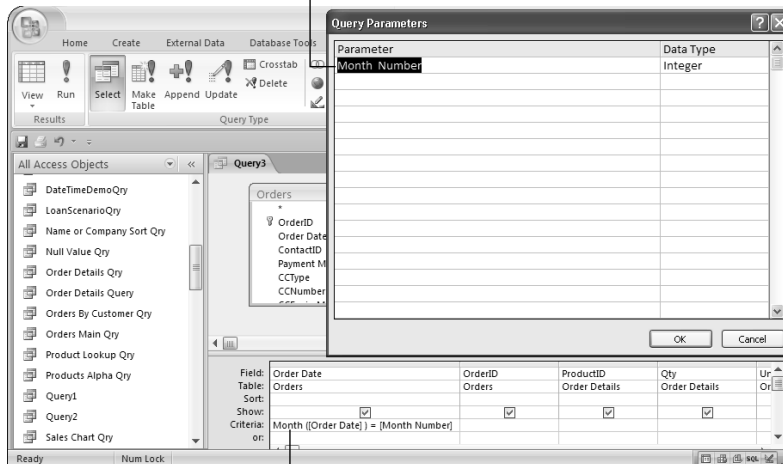 Query Parameters
Parameter Data Type
Month Number Integer
OK Cancel
Home Create External Data Database Tools
View Run Select Make Table Append Update Crosstab Delete
Results Query Type
All Access Objects
Query3
DateTimeDemoQry
LoanScenarioQry
Name or Company Sort Qry
Null Value Qry
Order Details Qry
Order Details Query
Orders By Customer Qry
Orders Main Qry
Product Lookup Qry
Products Alpha Qry
Query1
Query2
Sales Chart Qry
Orders
*
OrderID
Order Date
ContactID
Payment M
CCType
CCNumber
Field: Order Date OrderID ProductID Qty Un
Table: Orders Orders Order Details Order Details Or
Sort:
Show:
Criteria: Month ([Order Date] ) = [Month Number]
or:
Ready Num Lock SQL